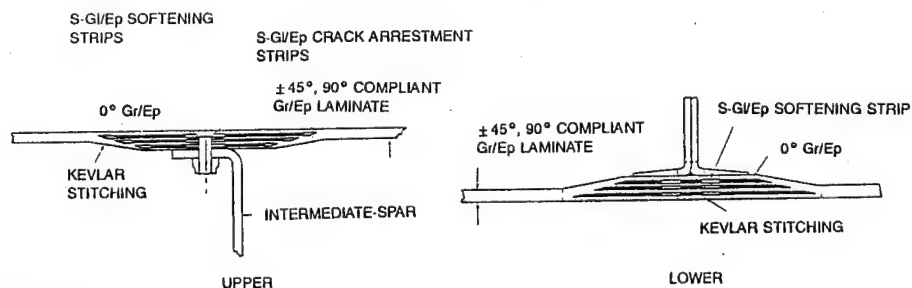 S-Gl/Ep SOFTENING
STRIPS
S-Gl/Ep CRACK ARRESTMENT
STRIPS
± 45°, 90° COMPLIANT
Gr/Ep LAMINATE
0° Gr/Ep
KEVLAR
STITCHING
INTERMEDIATE-SPAR
UPPER
± 45°, 90° COMPLIANT
Gr/Ep LAMINATE
S-Gl/Ep SOFTENING STRIP
0° Gr/Ep
KEVLAR STITCHING
LOWER